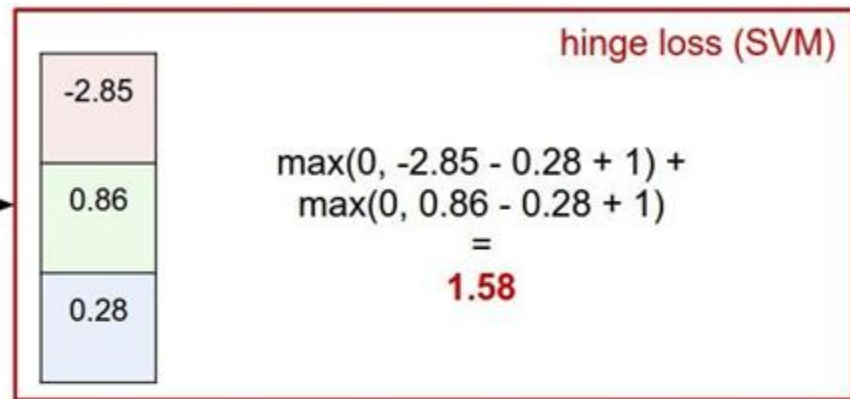 hinge loss (SVM)
-2.85
0.86
0.28
max(0, -2.85 - 0.28 + 1) +
max(0, 0.86 - 0.28 + 1)
=
1.58